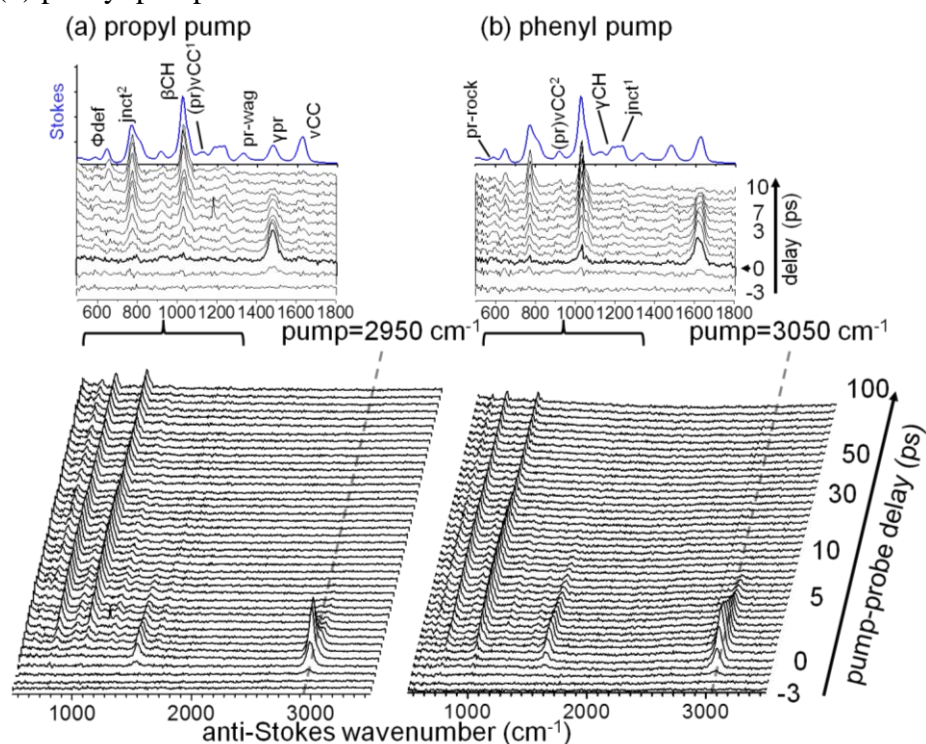 (a) propyl pump
(b) phenyl pump
Stokes
Φdef
jnct²
βCH
(pr)νCC¹
pr-wag
γpr
νCC
pr-rock
(pr)νCC²
γCH
jnct¹
10
7
3
0
-3
delay (ps)
600 800 1000 1200 1400 1600 1800
600 800 1000 1200 1400 1600 1800
pump=2950 cm⁻¹
pump=3050 cm⁻¹
100
50
30
10
5
0
-3
pump-probe delay (ps)
1000 2000 3000
1000 2000 3000
anti-Stokes wavenumber (cm⁻¹)